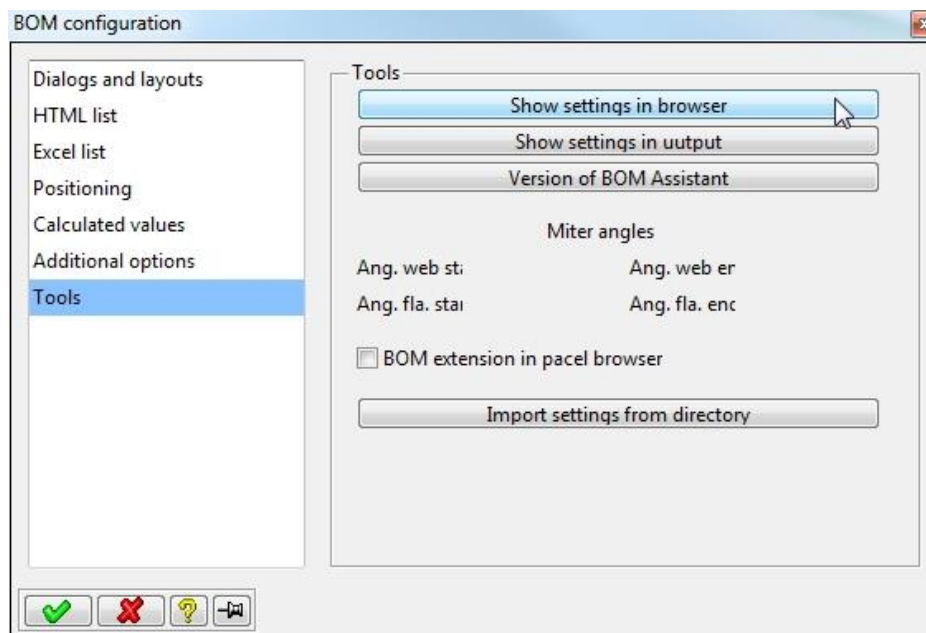 BOM configuration
Dialogs and layouts
HTML list
Excel list
Positioning
Calculated values
Additional options
Tools
Tools
Show settings in browser
Show settings in uutput
Version of BOM Assistant
Miter angles
Ang. web sta Ang. web er
Ang. fla. star Ang. fla. enc
BOM extension in pacel browser
Import settings from directory